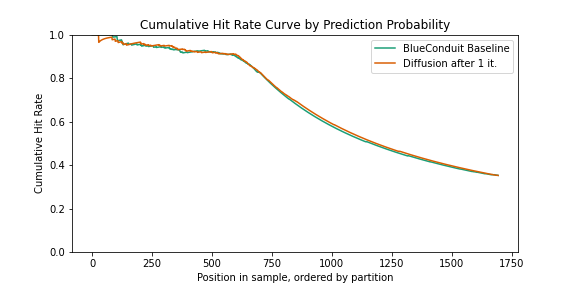 Cumulative Hit Rate Curve by Prediction Probability
1.0
0.8
0.6
0.4
0.2
0.0
Cumulative Hit Rate
BlueConduit Baseline
Diffusion after 1 it.
0 250 500 750 1000 1250 1500 1750
Position in sample, ordered by partition